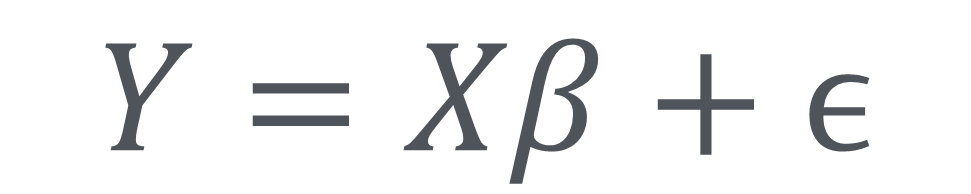 Y = Xβ + ϵ